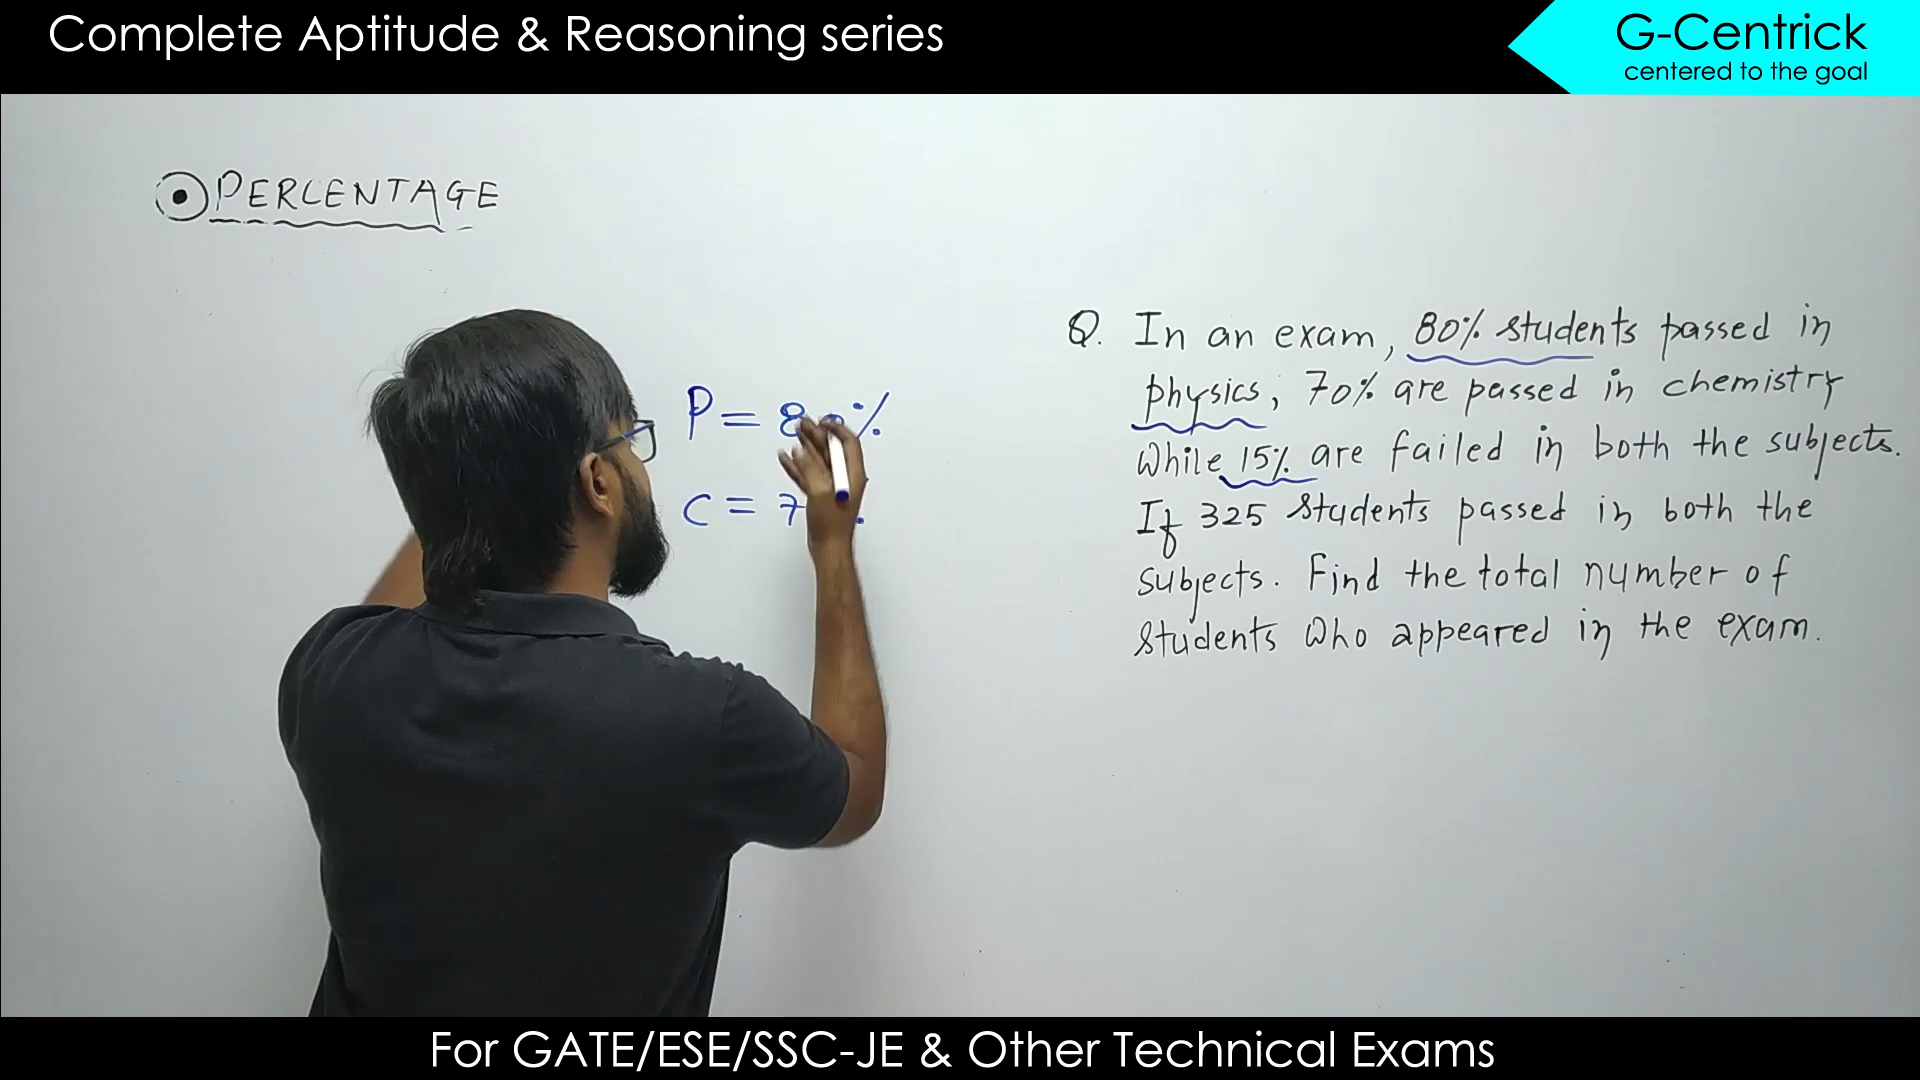 Complete Aptitude & Reasoning series
G-Centrick
centered to the goal
PERCENTAGE
P = 80%
C = 7
Q. In an exam, 80% students passed in
physics, 70% are passed in chemistry
While 15% are failed in both the subjects.
If 325 students passed in both the
subjects. Find the total number of
students who appeared in the exam.
For GATE/ESE/SSC-JE & Other Technical Exams